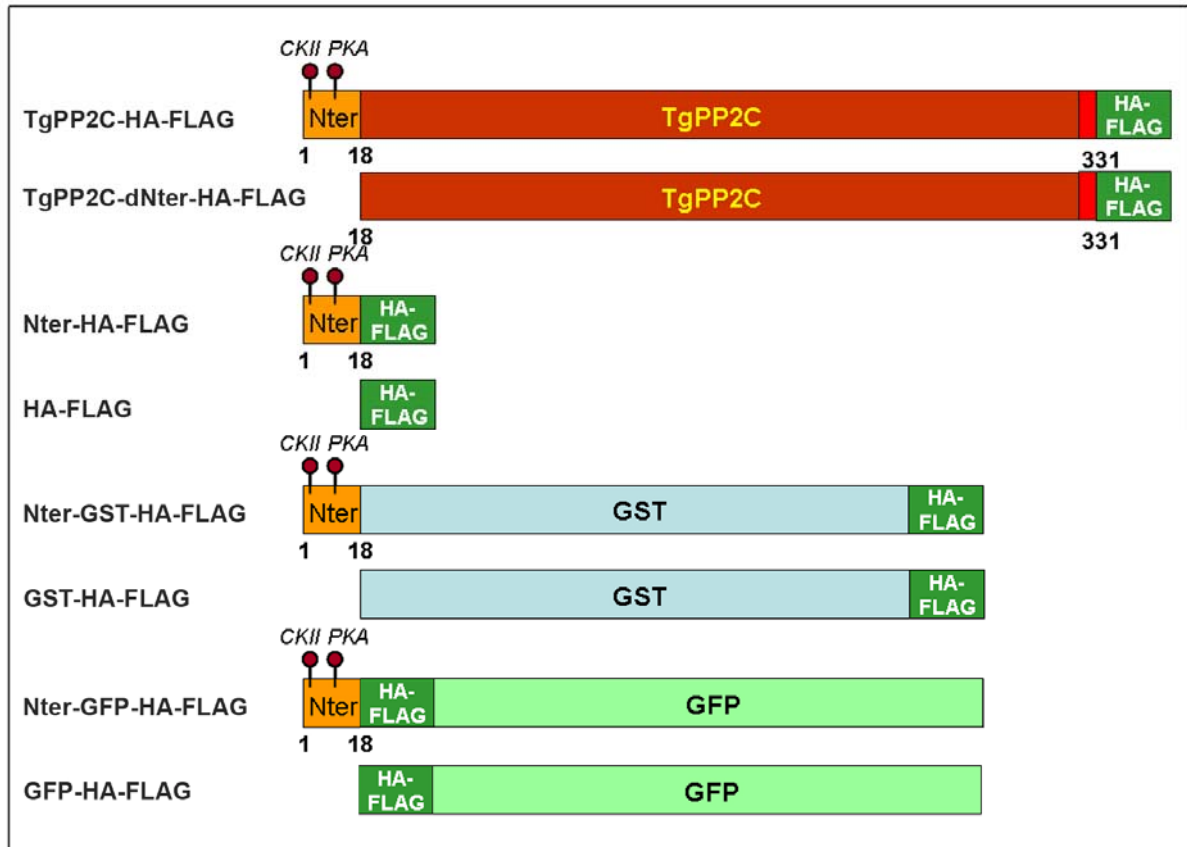 CKII PKA
TgPP2C-HA-FLAG
Nter
TgPP2C
HA-
FLAG
1
18
331
TgPP2C-dNter-HA-FLAG
TgPP2C
HA-
FLAG
18
331
CKII PKA
Nter-HA-FLAG
Nter
HA-
FLAG
1
18
HA-FLAG
HA-
FLAG
CKII PKA
Nter-GST-HA-FLAG
Nter
GST
HA-
FLAG
1
18
GST-HA-FLAG
GST
HA-
FLAG
CKII PKA
Nter-GFP-HA-FLAG
Nter
HA-
FLAG
GFP
1
18
GFP-HA-FLAG
HA-
FLAG
GFP